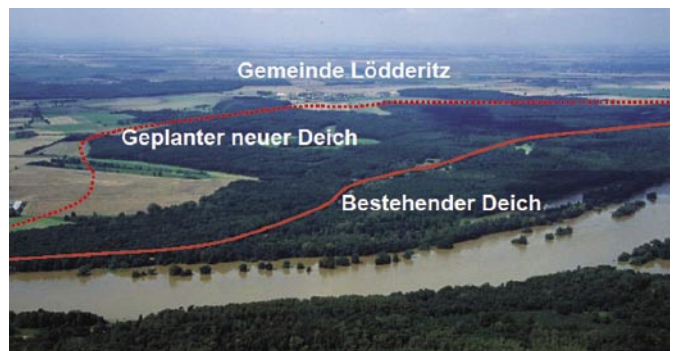 Gemeinde Lödderitz
Geplanter neuer Deich
Bestehender Deich